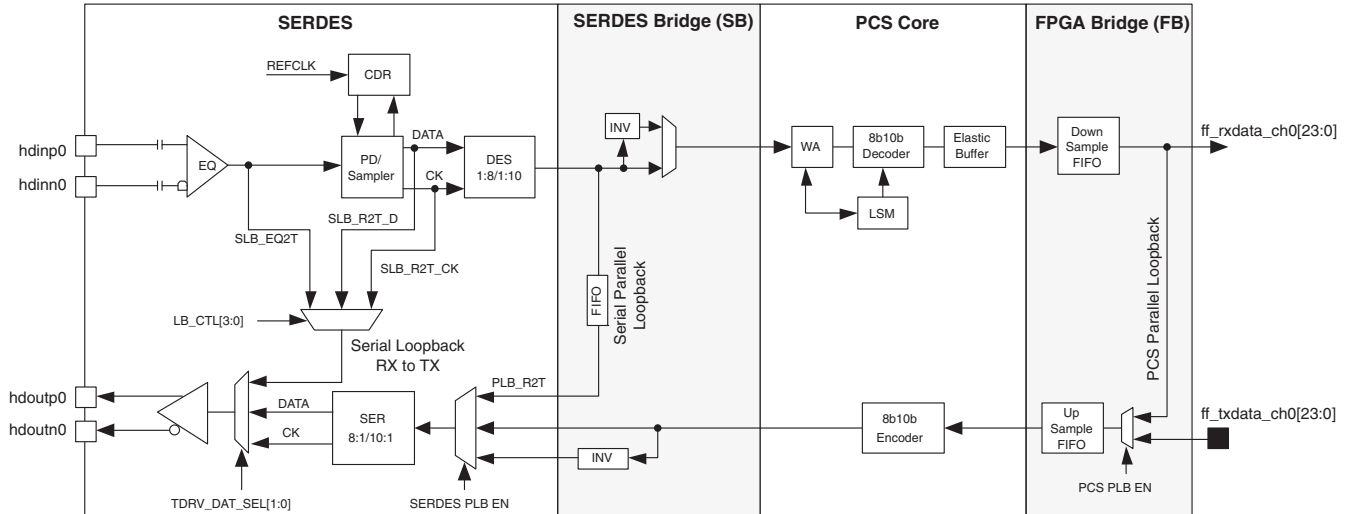 SERDES
SERDES Bridge (SB)
PCS Core
FPGA Bridge (FB)
REFCLK
CDR
hdinp0
hdinn0
EQ
PD/
Sampler
DATA
CK
DES
1:8/1:10
INV
WA
8b10b
Decoder
Elastic
Buffer
LSM
Down
Sample
FIFO
ff_rxdata_ch0[23:0]
SLB_EQ2T
SLB_R2T_D
SLB_R2T_CK
LB_CTL[3:0]
Serial Loopback
RX to TX
FIFO
Serial Parallel
Loopback
PCS Parallel Loopback
hdoutp0
hdoutn0
DATA
CK
SER
8:1/10:1
PLB_R2T
INV
8b10b
Encoder
Up
Sample
FIFO
ff_txdata_ch0[23:0]
TDRV_DAT_SEL[1:0]
SERDES PLB EN
PCS PLB EN